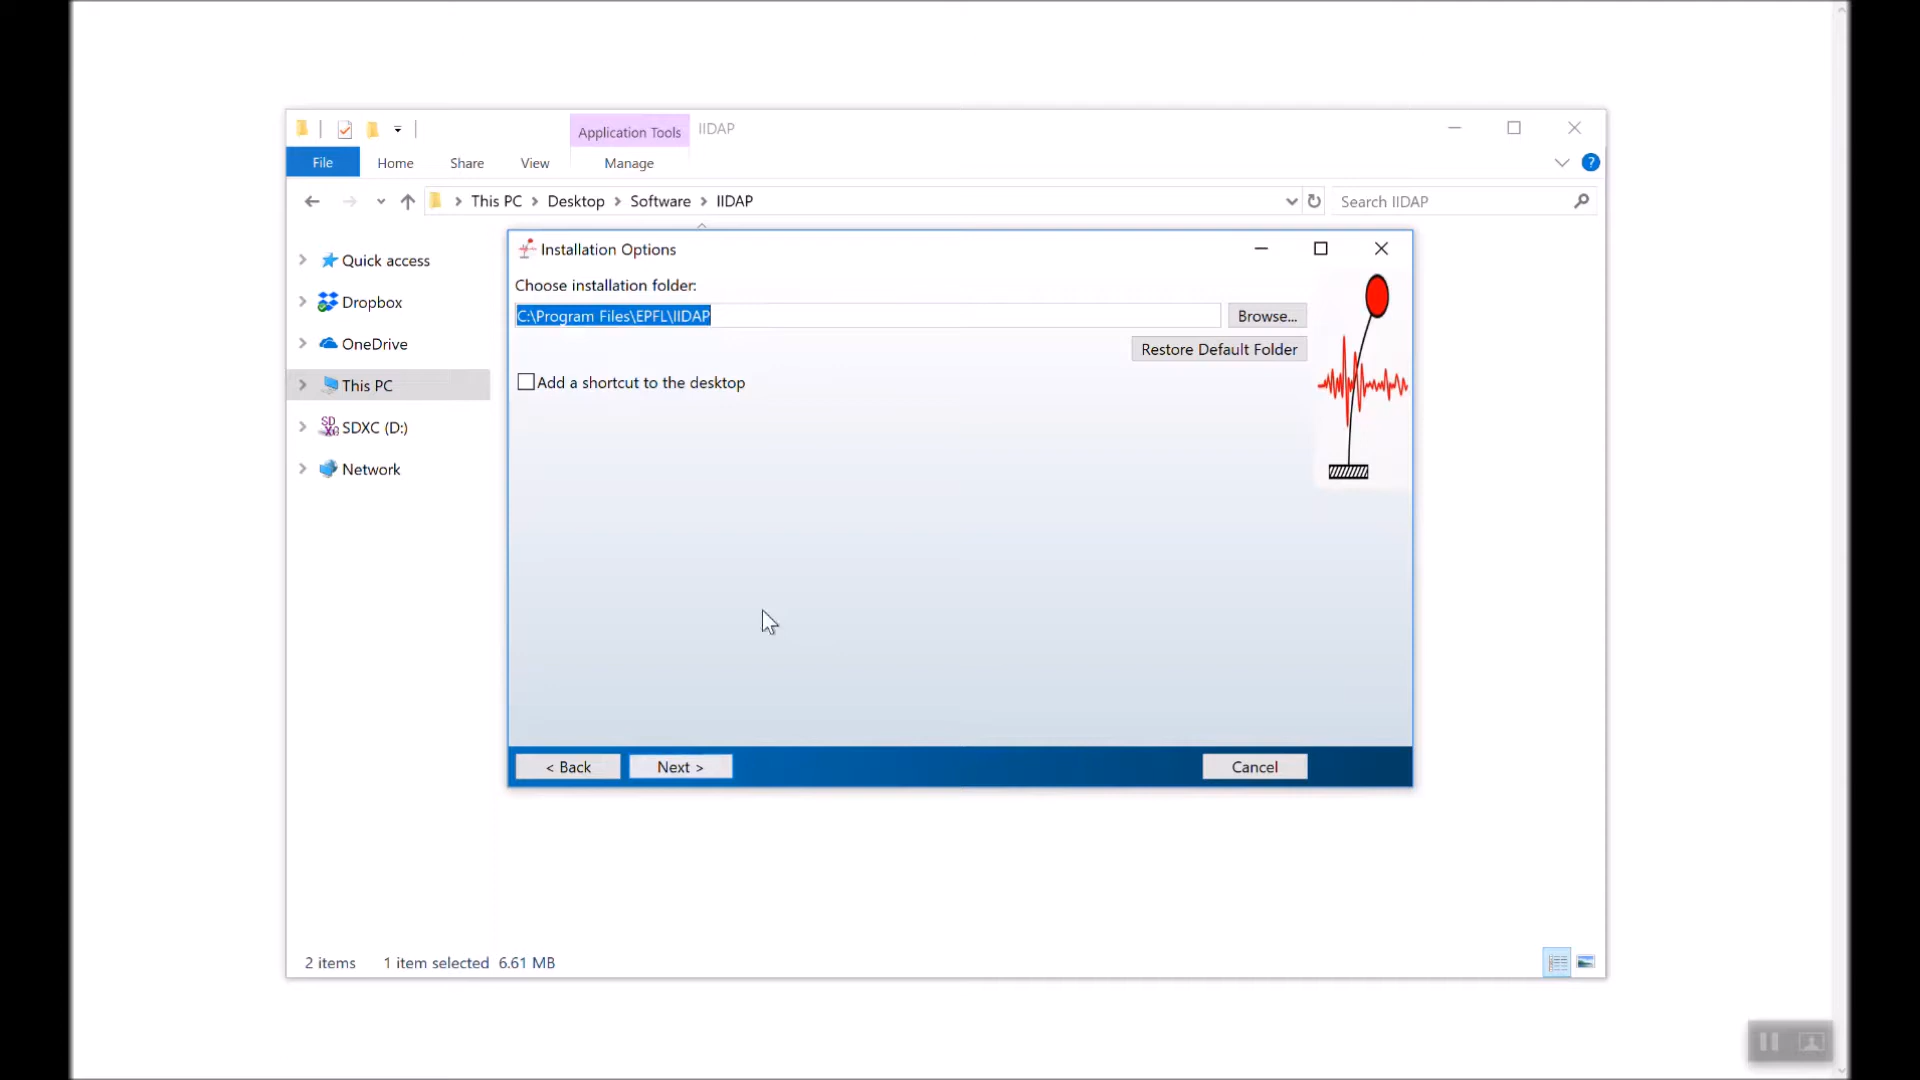 Application Tools
IIDAP
File
Home
Share
View
Manage
?
This PC > Desktop > Software > IIDAP
Search IIDAP
Quick access
Dropbox
OneDrive
This PC
SDXC (D:)
Network
Installation Options
Choose installation folder:
C:\Program Files\EPFL\IIDAP
Browse...
Restore Default Folder
Add a shortcut to the desktop
< Back
Next >
Cancel
2 items
1 item selected 6.61 MB